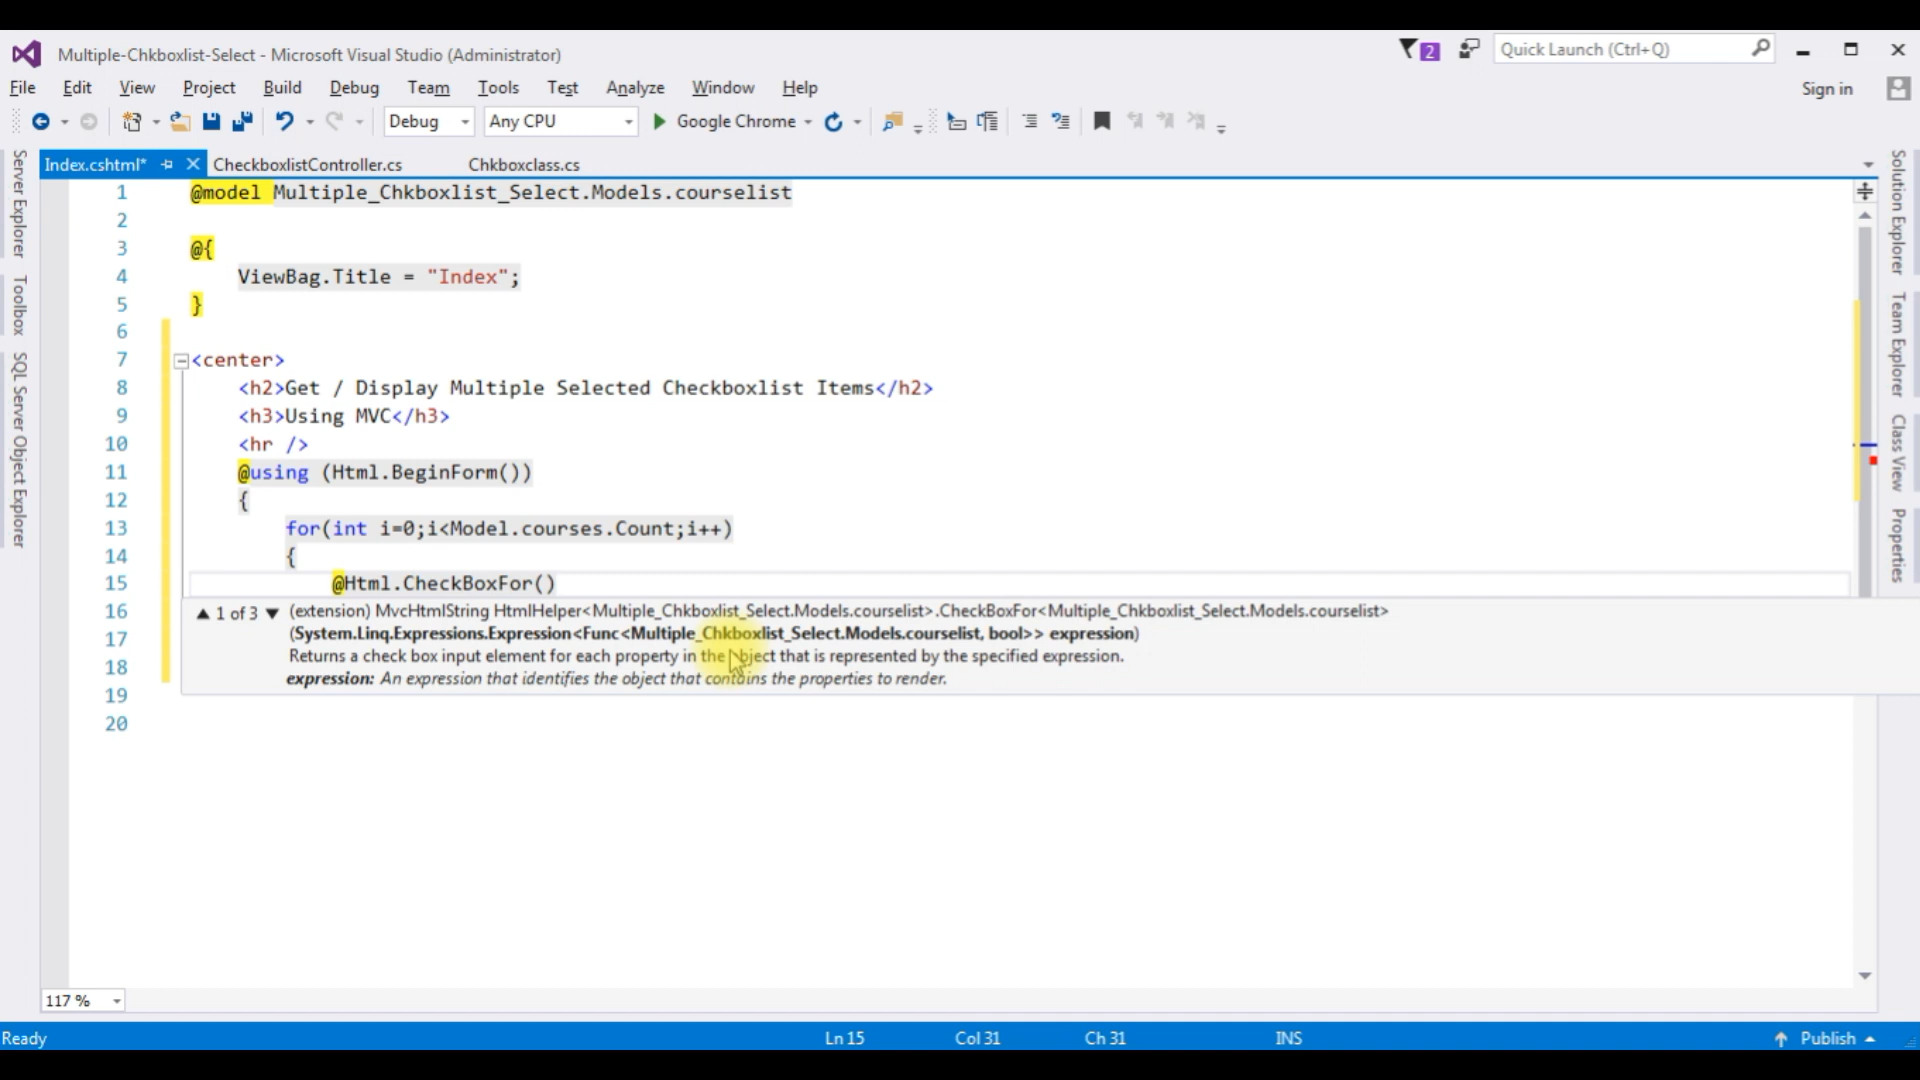 Multiple-Chkboxlist-Select - Microsoft Visual Studio (Administrator)
2
Quick Launch (Ctrl+Q)
File Edit View Project Build Debug Team Tools Test Analyze Window Help
Sign in
Debug
Any CPU
Google Chrome
Index.cshtml*
CheckboxlistController.cs
Chkboxclass.cs
Server Explorer
Toolbox
SQL Server Object Explorer
1 @model Multiple_Chkboxlist_Select.Models.courselist
2
3 @{
4 ViewBag.Title = "Index";
5 }
6
7 <center>
8 <h2>Get / Display Multiple Selected Checkboxlist Items</h2>
9 <h3>Using MVC</h3>
10 <hr />
11 @using (Html.BeginForm())
12 {
13 for(int i=0;i<Model.courses.Count;i++)
14 {
15 @Html.CheckBoxFor()
16
17
18
19
20
1 of 3 (extension) MvcHtmlString HtmlHelper<Multiple_Chkboxlist_Select.Models.courselist>.CheckBoxFor<Multiple_Chkboxlist_Select.Models.courselist>
(System.Linq.Expressions.Expression<Func<Multiple_Chkboxlist_Select.Models.courselist, bool>> expression)
Returns a check box input element for each property in the object that is represented by the specified expression.
expression: An expression that identifies the object that contains the properties to render.
Solution Explorer
Team Explorer
Class View
Properties
117 %
Ready
Ln 15
Col 31
Ch 31
INS
Publish